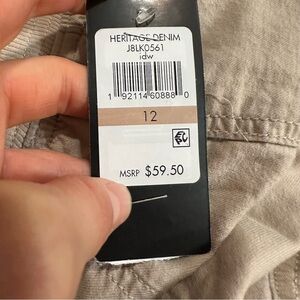 HERITAGE DENIM
J8LK0561
idw
1 92114 60888 0
12
MSRP $59.50